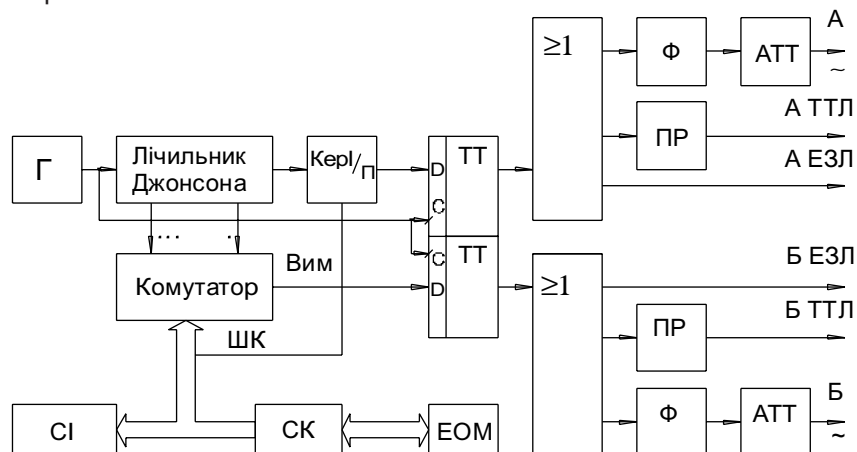 А
≥1
Ф
АТТ
~
А ТТЛ
ПР
А ЕЗЛ
Г
Лічильник
Джонсона
КерІ/П
D
ТТ
С
С
ТТ
D
... 
Комутатор
Вим
ШК
≥1
Б ЕЗЛ
Б ТТЛ
ПР
Б
Ф
АТТ
~
СІ
СК
ЕОМ